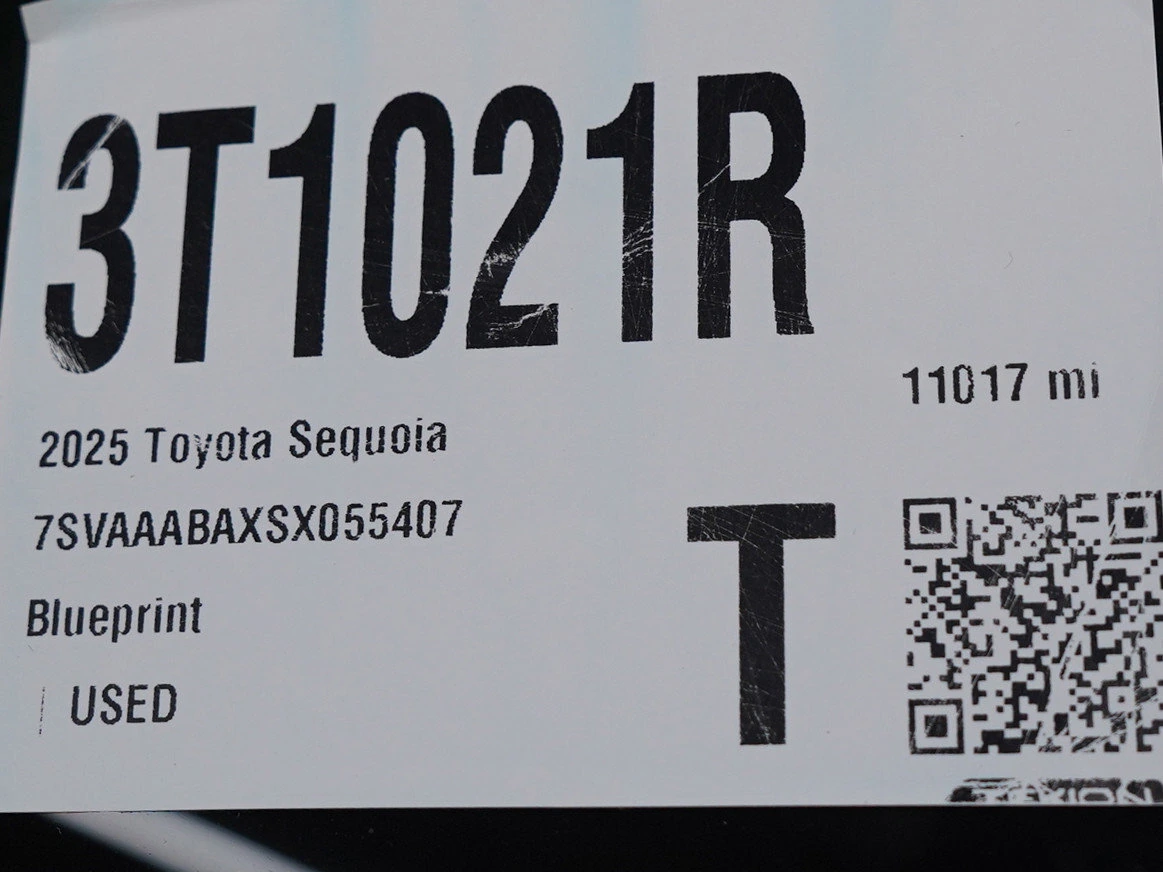 3T1021R
11017 mi
2025 Toyota Sequoia
7SVAAABAXSX055407
T
Blueprint
USED